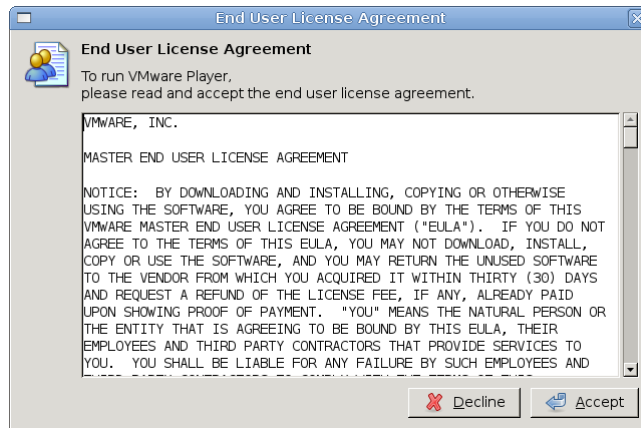 End User License Agreement
End User License Agreement
To run VMware Player,
please read and accept the end user license agreement.
VMWARE, INC.
MASTER END USER LICENSE AGREEMENT
NOTICE:  BY DOWNLOADING AND INSTALLING, COPYING OR OTHERWISE
USING THE SOFTWARE, YOU AGREE TO BE BOUND BY THE TERMS OF THIS
VMWARE MASTER END USER LICENSE AGREEMENT ("EULA").  IF YOU DO NOT
AGREE TO THE TERMS OF THIS EULA, YOU MAY NOT DOWNLOAD, INSTALL,
COPY OR USE THE SOFTWARE, AND YOU MAY RETURN THE UNUSED SOFTWARE
TO THE VENDOR FROM WHICH YOU ACQUIRED IT WITHIN THIRTY (30) DAYS
AND REQUEST A REFUND OF THE LICENSE FEE, IF ANY, ALREADY PAID
UPON SHOWING PROOF OF PAYMENT.  "YOU" MEANS THE NATURAL PERSON OR
THE ENTITY THAT IS AGREEING TO BE BOUND BY THIS EULA, THEIR
EMPLOYEES AND THIRD PARTY CONTRACTORS THAT PROVIDE SERVICES TO
YOU.  YOU SHALL BE LIABLE FOR ANY FAILURE BY SUCH EMPLOYEES AND
Decline
Accept